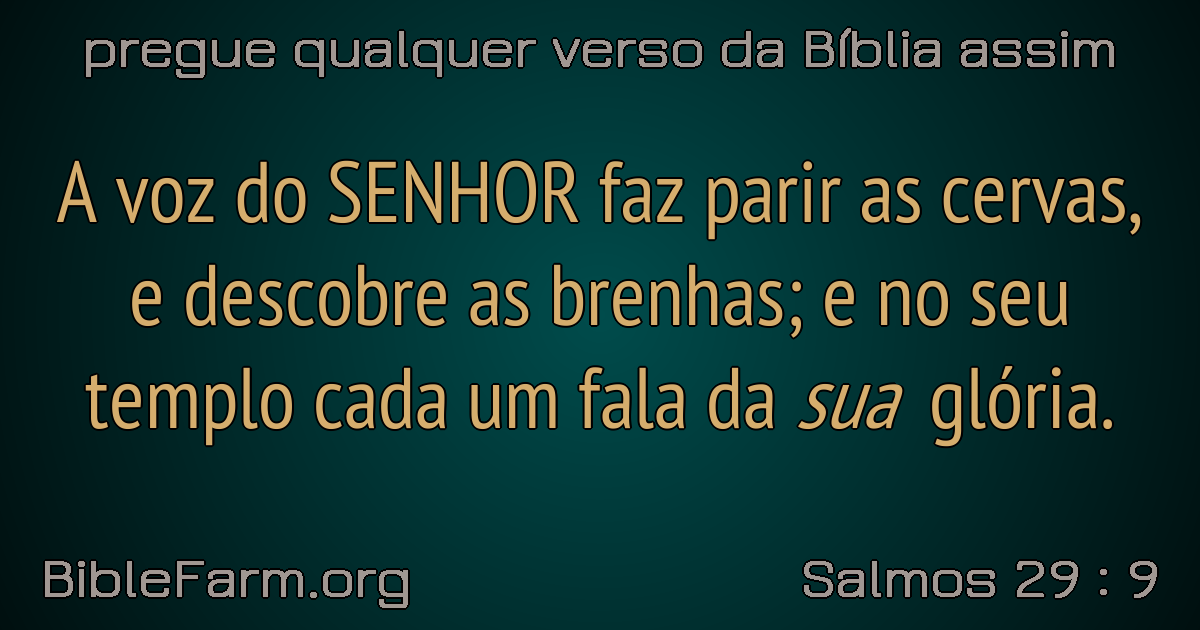 pregue qualquer verso da Bíblia assim
A voz do SENHOR faz parir as cervas,
e descobre as brenhas; e no seu
templo cada um fala da sua glória.
BibleFarm.org
Salmos 29 : 9